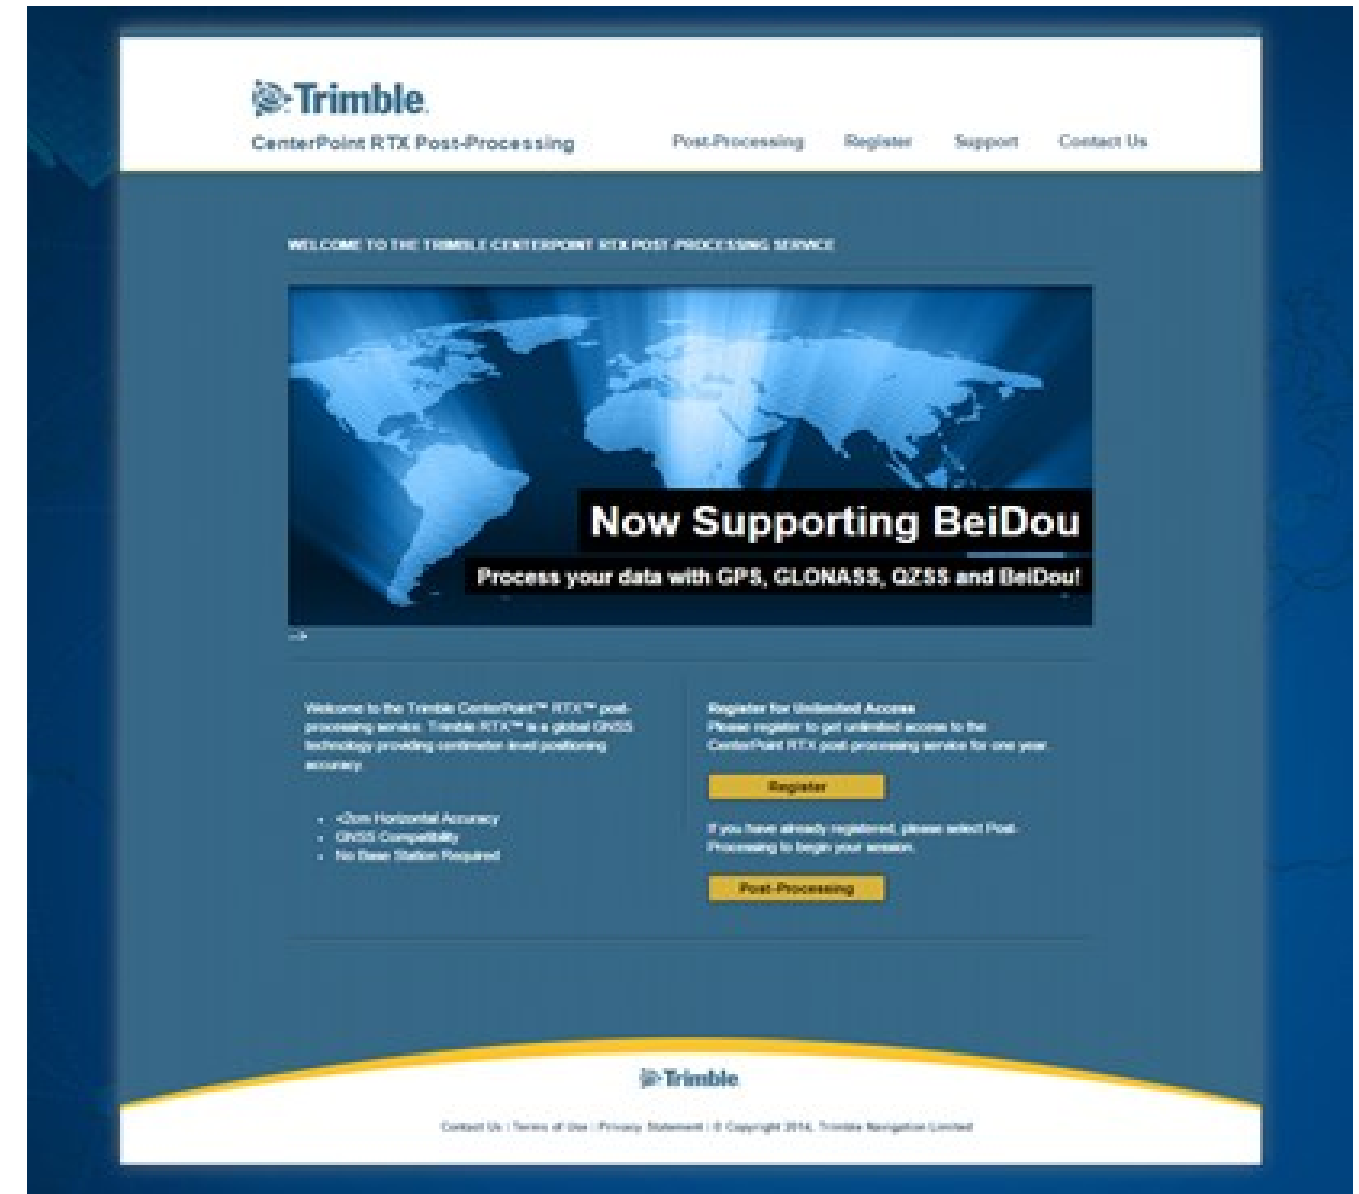 Trimble
CenterPoint RTX Post-Processing
Post-Processing Register Support Contact Us
WELCOME TO THE TRIMBLE CENTERPOINT RTX POST-PROCESSING SERVICE
Now Supporting BeiDou
Process your data with GPS, GLONASS, QZSS and BeiDou!
-->
Welcome to the Trimble CenterPoint™ RTX™ post-
processing service. Trimble RTX™ is a global GNSS
technology providing centimeter level positioning
accuracy.
• <2cm Horizontal Accuracy
• GNSS Compatibility
• No Base Station Required
Register for Unlimited Access
Please register to get unlimited access to the
CenterPoint RTX post-processing service for one year.
Register
If you have already registered, please select Post-
Processing to begin your session.
Post-Processing
Trimble
Contact Us | Terms of Use | Privacy Statement | © Copyright 2014, Trimble Navigation Limited